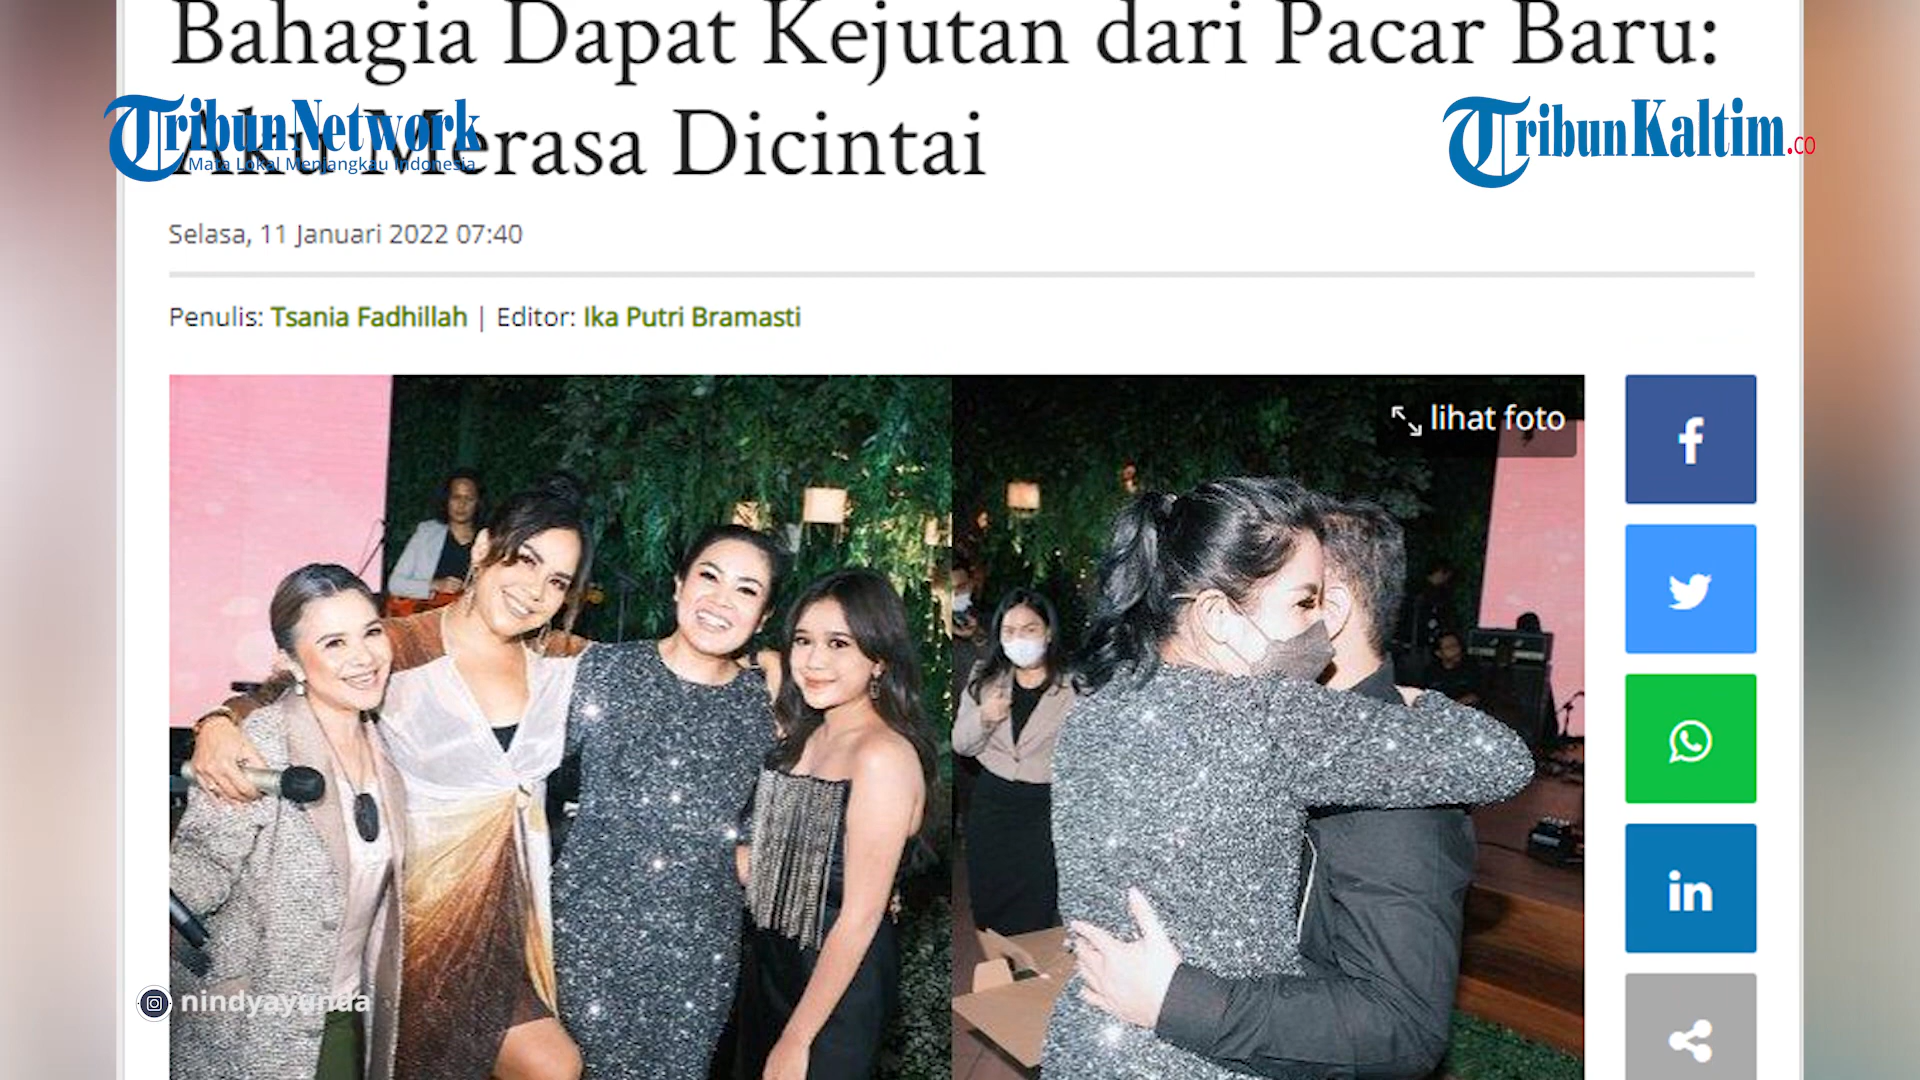 Bahagia Dapat Kejutan dari Pacar Baru:
Aku Merasa Dicintai
TribunNetwork
Mata Lokal Menjangkau Indonesia
TribunKaltim.co
Selasa, 11 Januari 2022 07:40
Penulis: Tsania Fadhillah | Editor: Ika Putri Bramasti
lihat foto
in
nindyayunda